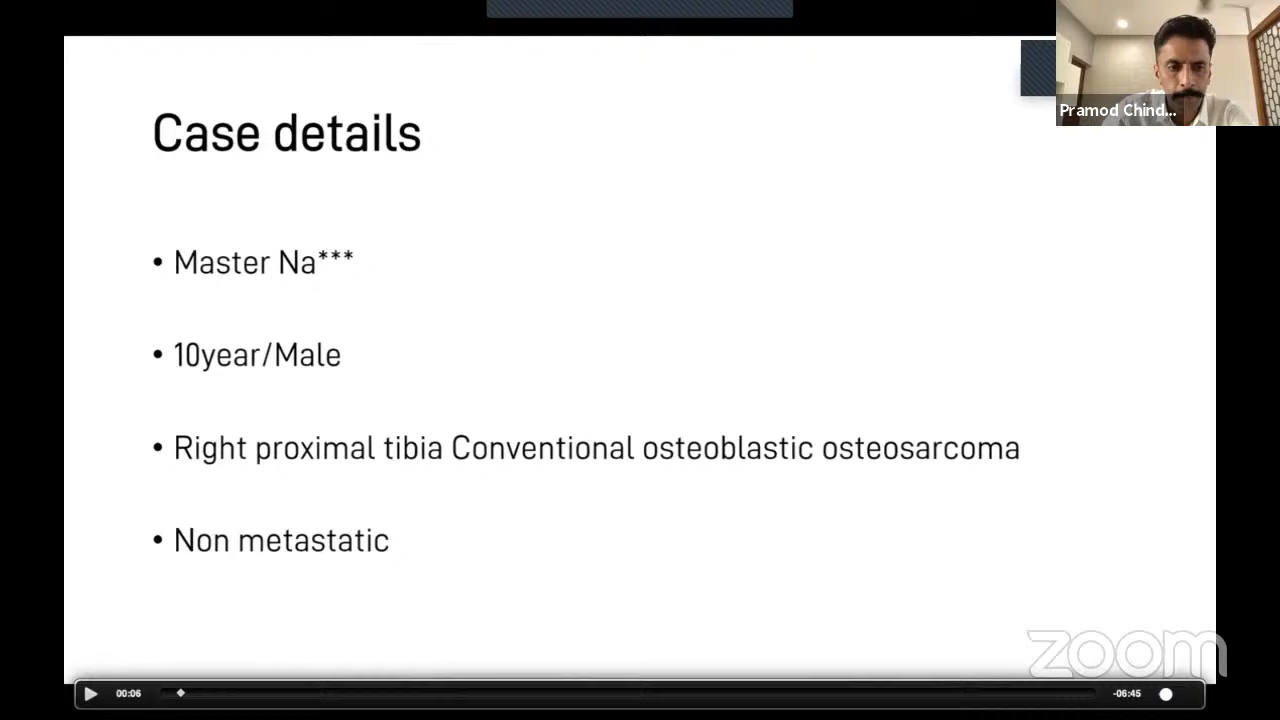 Pramod Chind...
Case details
• Master Na***
• 10year/Male
• Right proximal tibia Conventional osteoblastic osteosarcoma
• Non metastatic
zoom
00:06
-06:45